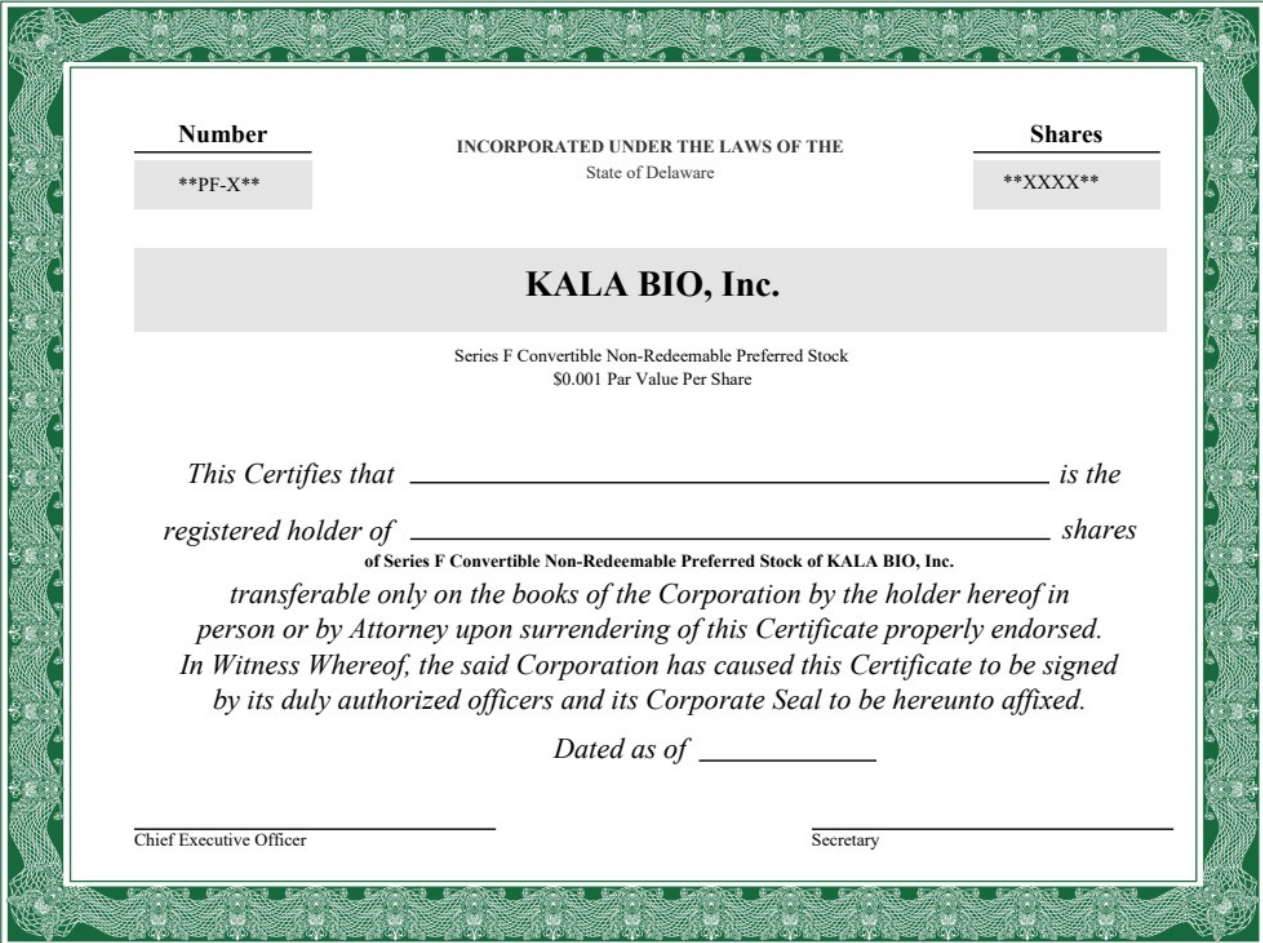 Number
INCORPORATED UNDER THE LAWS OF THE
Shares
**PF-X**
State of Delaware
**XXXX**
KALA BIO, Inc.
Series F Convertible Non-Redeemable Preferred Stock
$0.001 Par Value Per Share
This Certifies that is the
registered holder of shares
of Series F Convertible Non-Redeemable Preferred Stock of KALA BIO, Inc.
transferable only on the books of the Corporation by the holder hereof in
person or by Attorney upon surrendering of this Certificate properly endorsed.
In Witness Whereof, the said Corporation has caused this Certificate to be signed
by its duly authorized officers and its Corporate Seal to be hereunto affixed.
Dated as of
Chief Executive Officer
Secretary